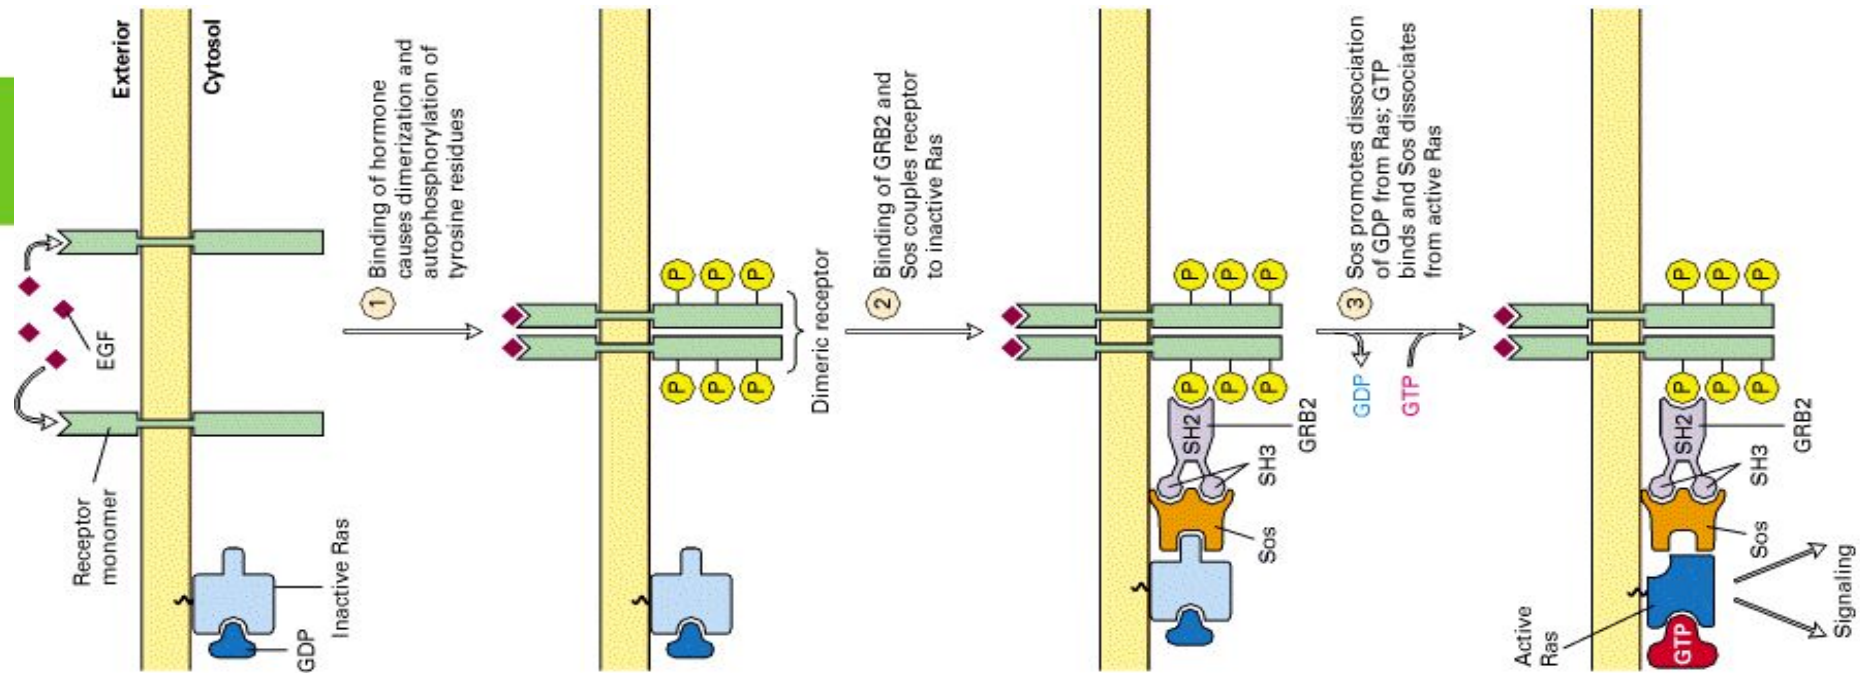 Exterior
Cytosol
EGF
Receptor
monomer
GDP
Inactive Ras
1
Binding of hormone
causes dimerization and
autophosphorylation of
tyrosine residues
P
P
P
P
P
P
Dimeric receptor
2
Binding of GRB2 and
Sos couples receptor
to inactive Ras
P
P
P
P
P
P
SH2
GRB2
SH3
Sos
3
Sos promotes dissociation
of GDP from Ras; GTP
binds and Sos dissociates
from active Ras
GDP
GTP
P
P
P
P
P
P
SH2
GRB2
SH3
Sos
Active
Ras
GTP
Signaling